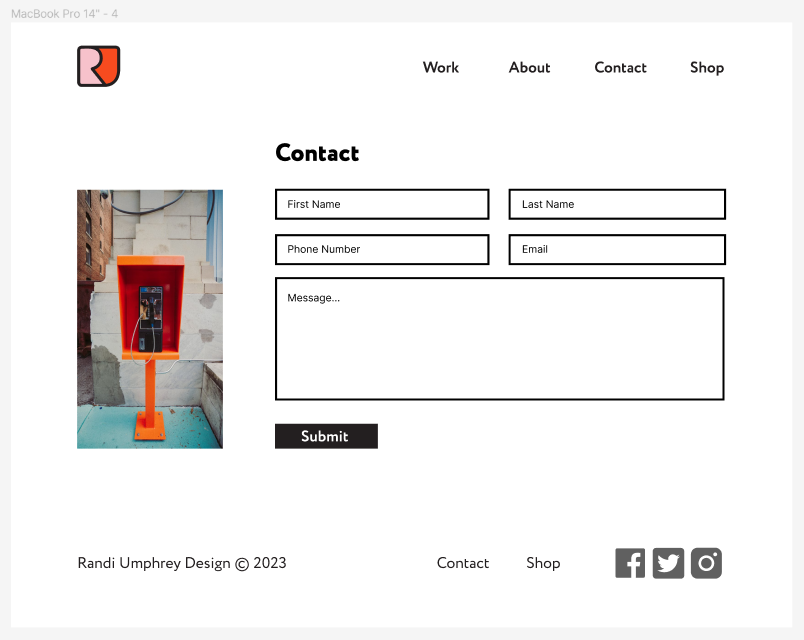 MacBook Pro 14" - 4
Work About Contact Shop
Contact
First Name Last Name
Phone Number Email
Message...
Submit
Randi Umphrey Design © 2023 Contact Shop